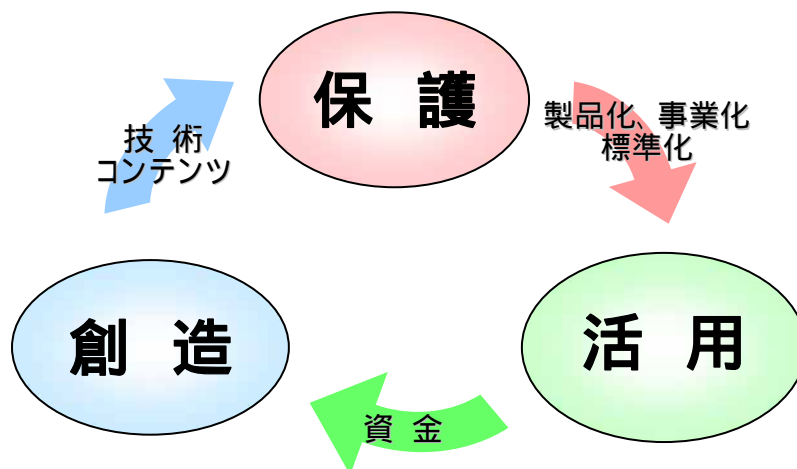 保 護
製品化、事業化
標準化
技 術
コンテンツ
創 造
活 用
資 金